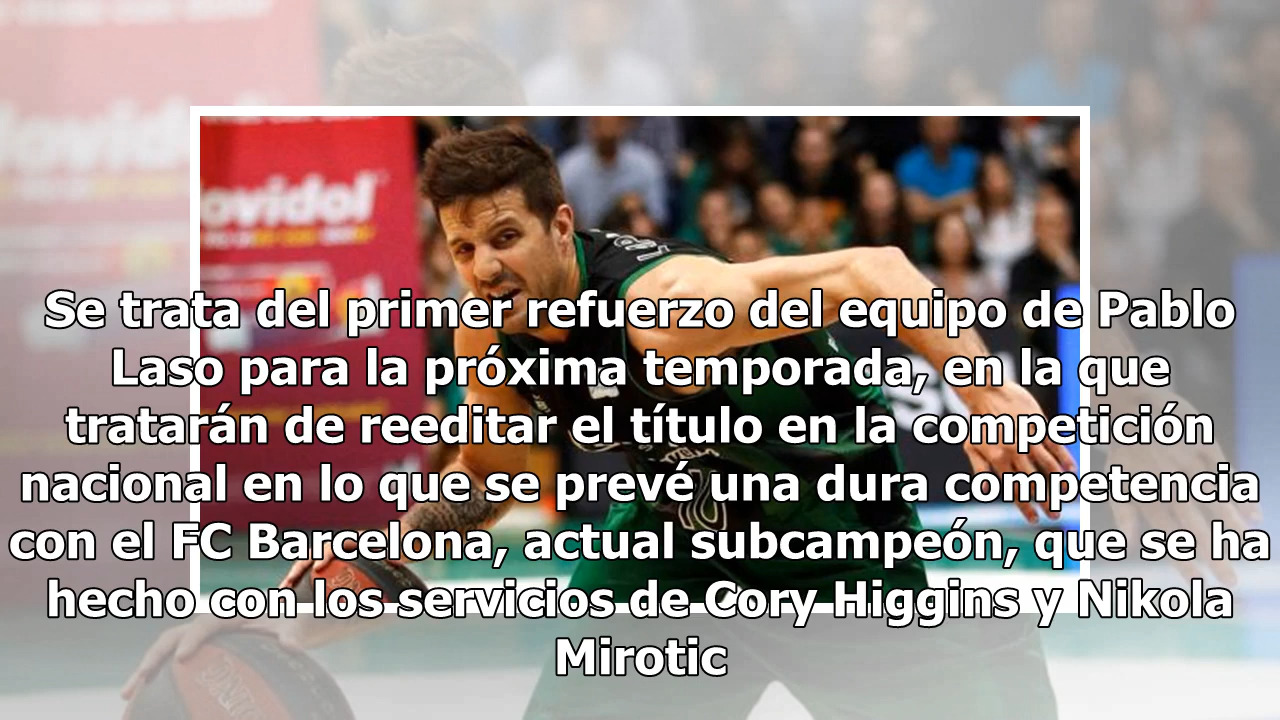 ovidol
Se trata del primer refuerzo del equipo de Pablo
Laso para la próxima temporada, en la que
tratarán de reeditar el título en la competición
nacional en lo que se prevé una dura competencia
con el FC Barcelona, actual subcampeón, que se ha
hecho con los servicios de Cory Higgins y Nikola
Mirotic